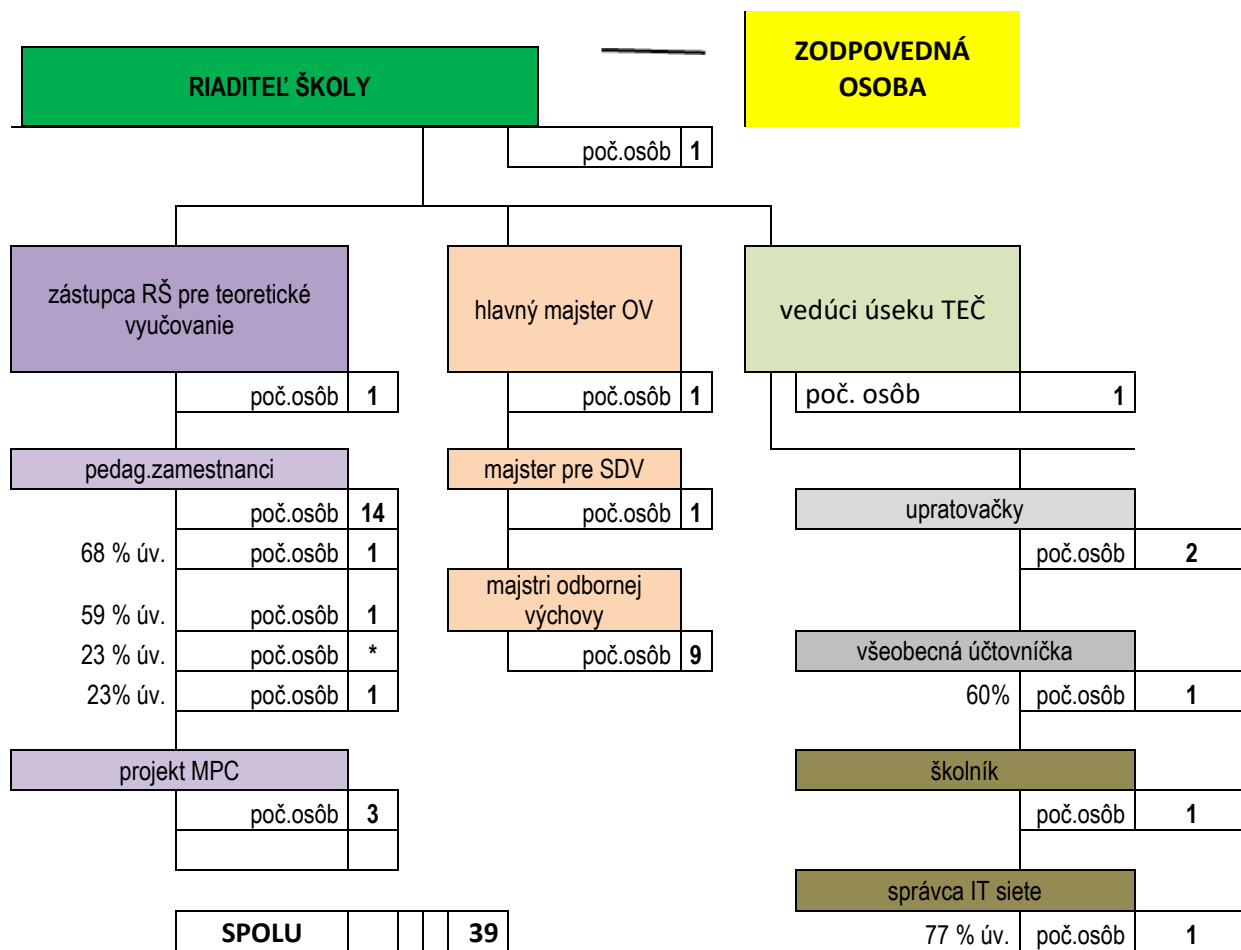 RIADITEĽ ŠKOLY
ZODPOVEDNÁ
OSOBA
poč.osôb 1
zástupca RŠ pre teoretické
vyučovanie
poč.osôb 1
pedag.zamestnanci
poč.osôb 14
68 % úv. poč.osôb 1
59 % úv. poč.osôb 1
23 % úv. poč.osôb *
23% úv. poč.osôb 1
projekt MPC
poč.osôb 3
SPOLU 39
hlavný majster OV
poč.osôb 1
majster pre SDV
poč.osôb 1
majstri odbornej
výchovy
poč.osôb 9
vedúci úseku TEČ
poč. osôb 1
upratovačky
poč.osôb 2
všeobecná účtovníčka
60% poč.osôb 1
školník
poč.osôb 1
správca IT siete
77 % úv. poč.osôb 1